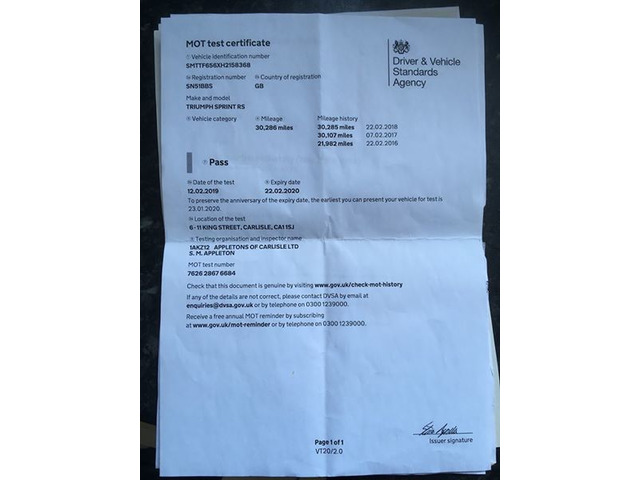 MOT test certificate
Driver & Vehicle
Standards
Agency
Vehicle identification number
SMTTF656XH2158368
Registration number Country of registration
SN51BBS GB
Make and model
TRIUMPH SPRINT RS
Vehicle category Mileage Mileage history
30,286 miles 30,285 miles 22.02.2018
30,107 miles 07.02.2017
21,982 miles 22.02.2016
Pass
Date of the test Expiry date
12.02.2019 22.02.2020
To preserve the anniversary of the expiry date, the earliest you can present your vehicle for test is
23.01.2020.
Location of the test
6-11 KING STREET, CARLISLE, CA1 1SJ
Testing organisation and inspector name
1AKZ12 APPLETONS OF CARLISLE LTD
S. M. APPLETON
MOT test number
7626 2867 6684
Check that this document is genuine by visiting www.gov.uk/check-mot-history
If any of the details are not correct, please contact DVSA by email at
enquiries@dvsa.gov.uk or by telephone on 0300 1239000.
Receive a free annual MOT reminder by subscribing
at www.gov.uk/mot-reminder or by telephone on 0300 1239000.
Issuer signature
Page 1 of 1
VT20/2.0